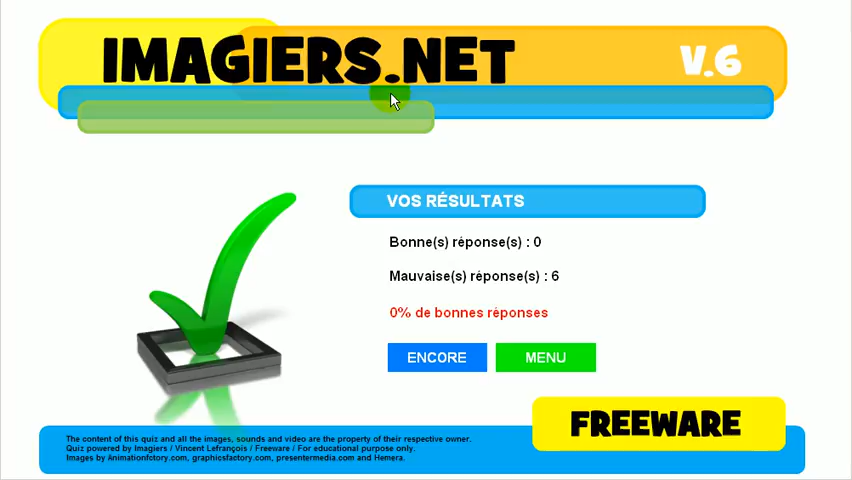 IMAGIERS.NET
V.6
VOS RÉSULTATS
Bonne(s) réponse(s) : 0
Mauvaise(s) réponse(s) : 6
0% de bonnes réponses
ENCORE
MENU
FREEWARE
The content of this quiz and all the images, sounds and video are the property of their respective owner.
Quiz powered by Imagiers / Vincent Lefrançois / Freeware / For educational purpose only.
Images by Animationfctory.com, graphicsfactory.com, presentermedia.com and Hemera.